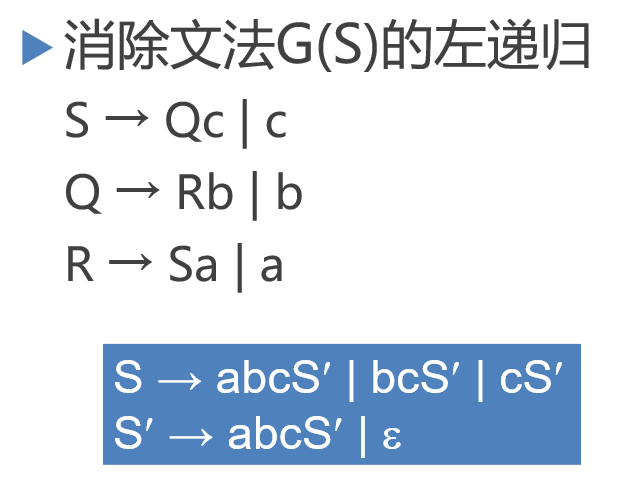 消除文法G(S)的左递归
S → Qc | c
Q → Rb | b
R → Sa | a
S → abcS′ | bcS′ | cS′
S′ → abcS′ | ε